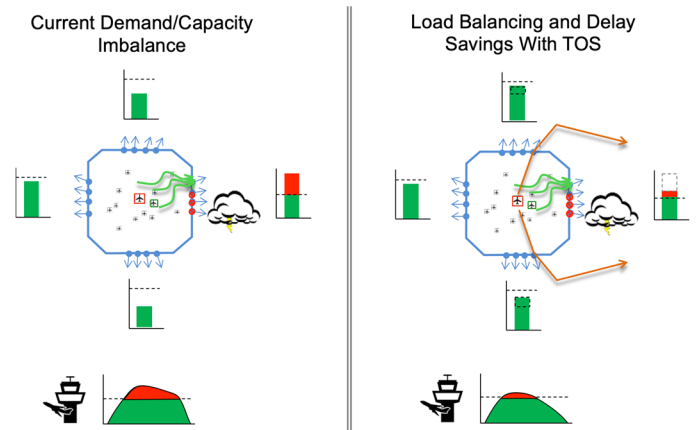 Current Demand/Capacity
Imbalance
Load Balancing and Delay
Savings With TOS